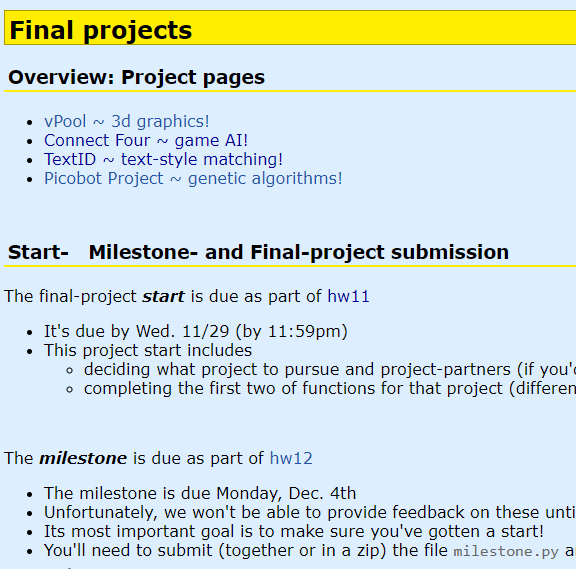 Final projects
Overview: Project pages
vPool ~ 3d graphics!
Connect Four ~ game AI!
TextID ~ text-style matching!
Picobot Project ~ genetic algorithms!
Start- Milestone- and Final-project submission
The final-project start is due as part of hw11
It's due by Wed. 11/29 (by 11:59pm)
This project start includes
deciding what project to pursue and project-partners (if you'
completing the first two of functions for that project (differen
The milestone is due as part of hw12
The milestone is due Monday, Dec. 4th
Unfortunately, we won't be able to provide feedback on these unti
Its most important goal is to make sure you've gotten a start!
You'll need to submit (together or in a zip) the file milestone.py a